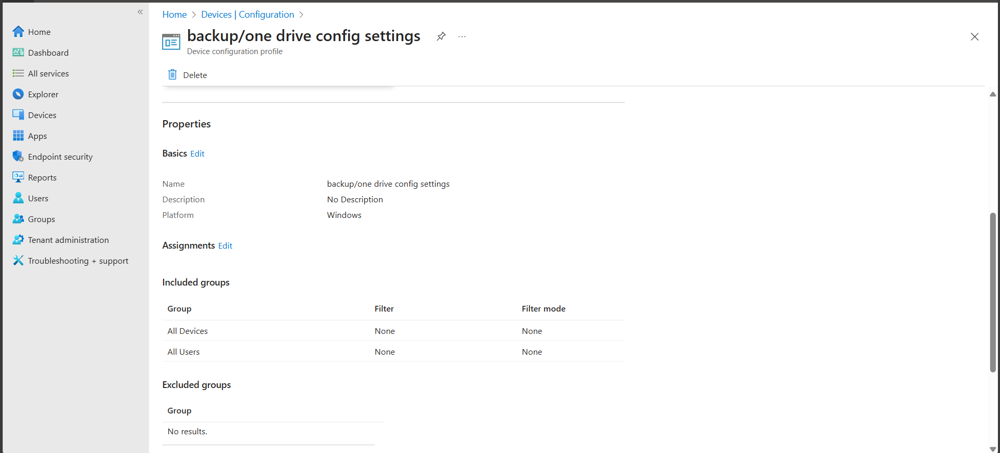 Home
Dashboard
All services
Explorer
Devices
Apps
Endpoint security
Reports
Users
Groups
Tenant administration
Troubleshooting + support
Home > Devices | Configuration >
backup/one drive config settings
Device configuration profile
Delete
Properties
Basics Edit
Name backup/one drive config settings
Description No Description
Platform Windows
Assignments Edit
Included groups
Group Filter Filter mode
All Devices None None
All Users None None
Excluded groups
Group
No results.